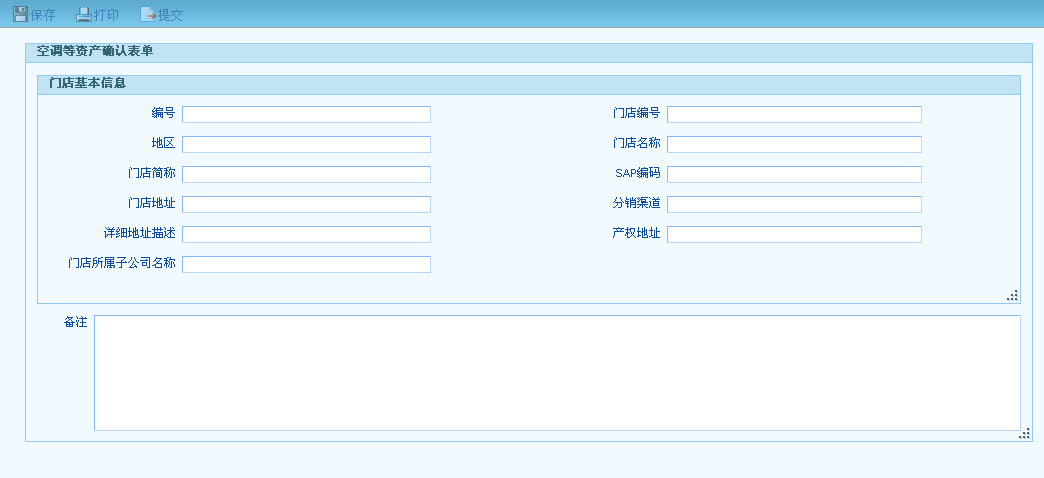 保存 打印 提交
空调等资产确认表单
门店基本信息
编号 门店编号
地区 门店名称
门店简称 SAP编码
门店地址 分销渠道
详细地址描述 产权地址
门店所属子公司名称
备注